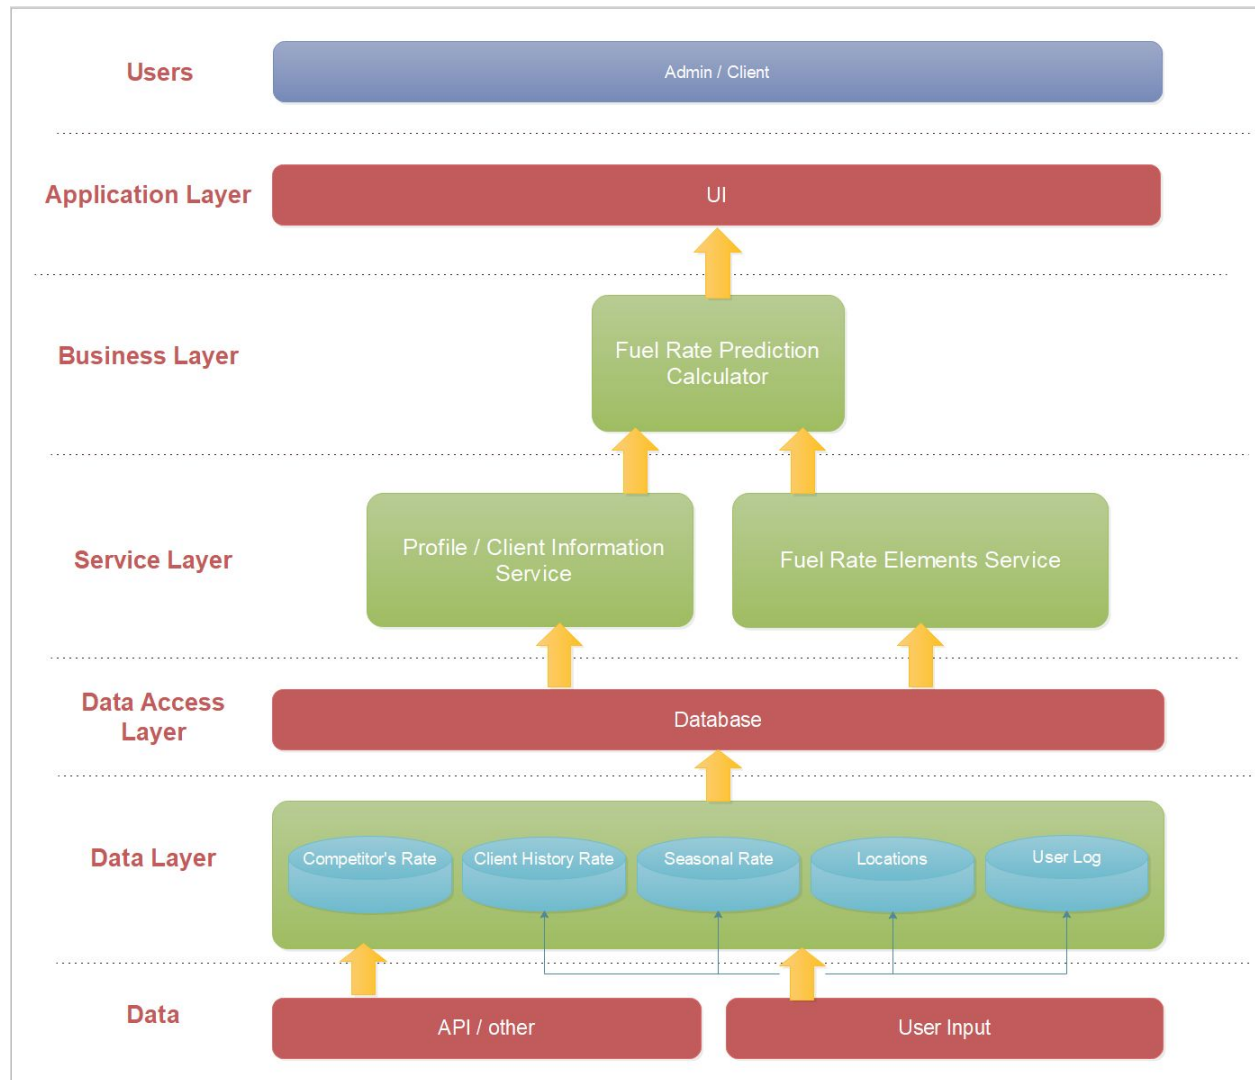 Users
Admin / Client
Application Layer
UI
Business Layer
Fuel Rate Prediction
Calculator
Service Layer
Profile / Client Information
Service
Fuel Rate Elements Service
Data Access
Layer
Database
Data Layer
Competitor's Rate
Client History Rate
Seasonal Rate
Locations
User Log
Data
API / other
User Input